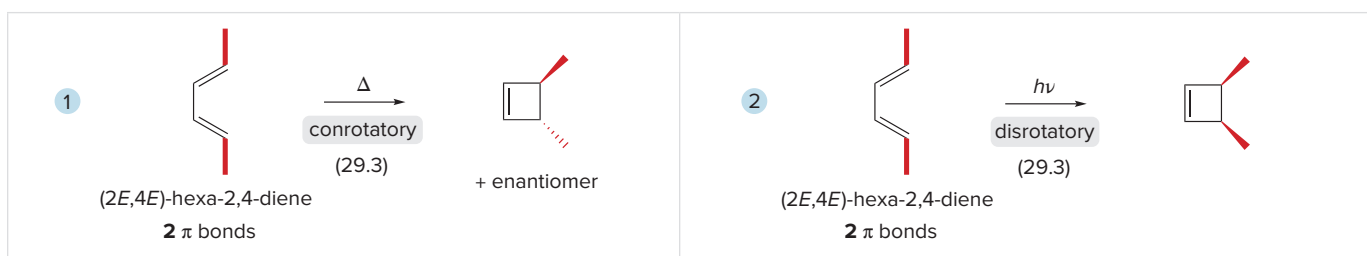 1
Δ
conrotatory
(29.3)
+ enantiomer
(2E,4E)-hexa-2,4-diene
2 π bonds
2
hν
disrotatory
(29.3)
(2E,4E)-hexa-2,4-diene
2 π bonds